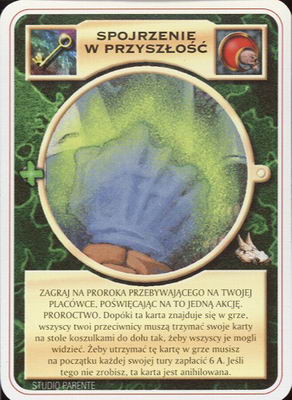 SPOJRZENIE
W PRZYSZŁOŚĆ
ZAGRAJ NA PROROKA PRZEBYWAJĄCEGO NA TWOJEJ
PLACÓWCE, POŚWIĘCAJĄC NA TO JEDNĄ AKCJĘ.
PROROCTWO. Dopóki ta karta znajduje się w grze,
wszyscy twoi przeciwnicy muszą trzymać swoje karty
na stole koszulkami do dołu tak, żeby wszyscy je mogli
widzieć. Żeby utrzymać tę kartę w grze musisz
na początku każdej swojej tury zapłacić 6 A. Jeśli
tego nie zrobisz, ta karta jest anihilowana.
STUDIO PARENTE